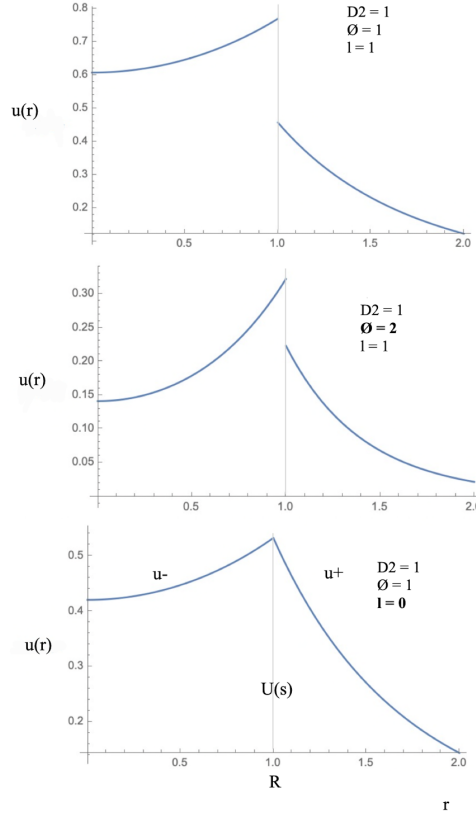 0.8
D2 = 1
Ø = 1
l = 1
0.7
0.6
u(r)
0.5
0.4
0.3
0.2
0.5 1.0 1.5 2.0
0.30
D2 = 1
Ø = 2
l = 1
0.25
0.20
u(r)
0.15
0.10
0.05
0.5 1.0 1.5 2.0
0.5
u- u+
D2 = 1
Ø = 1
l = 0
0.4
u(r)
0.3
U(s)
0.2
0.5 1.0 1.5 2.0
R
r